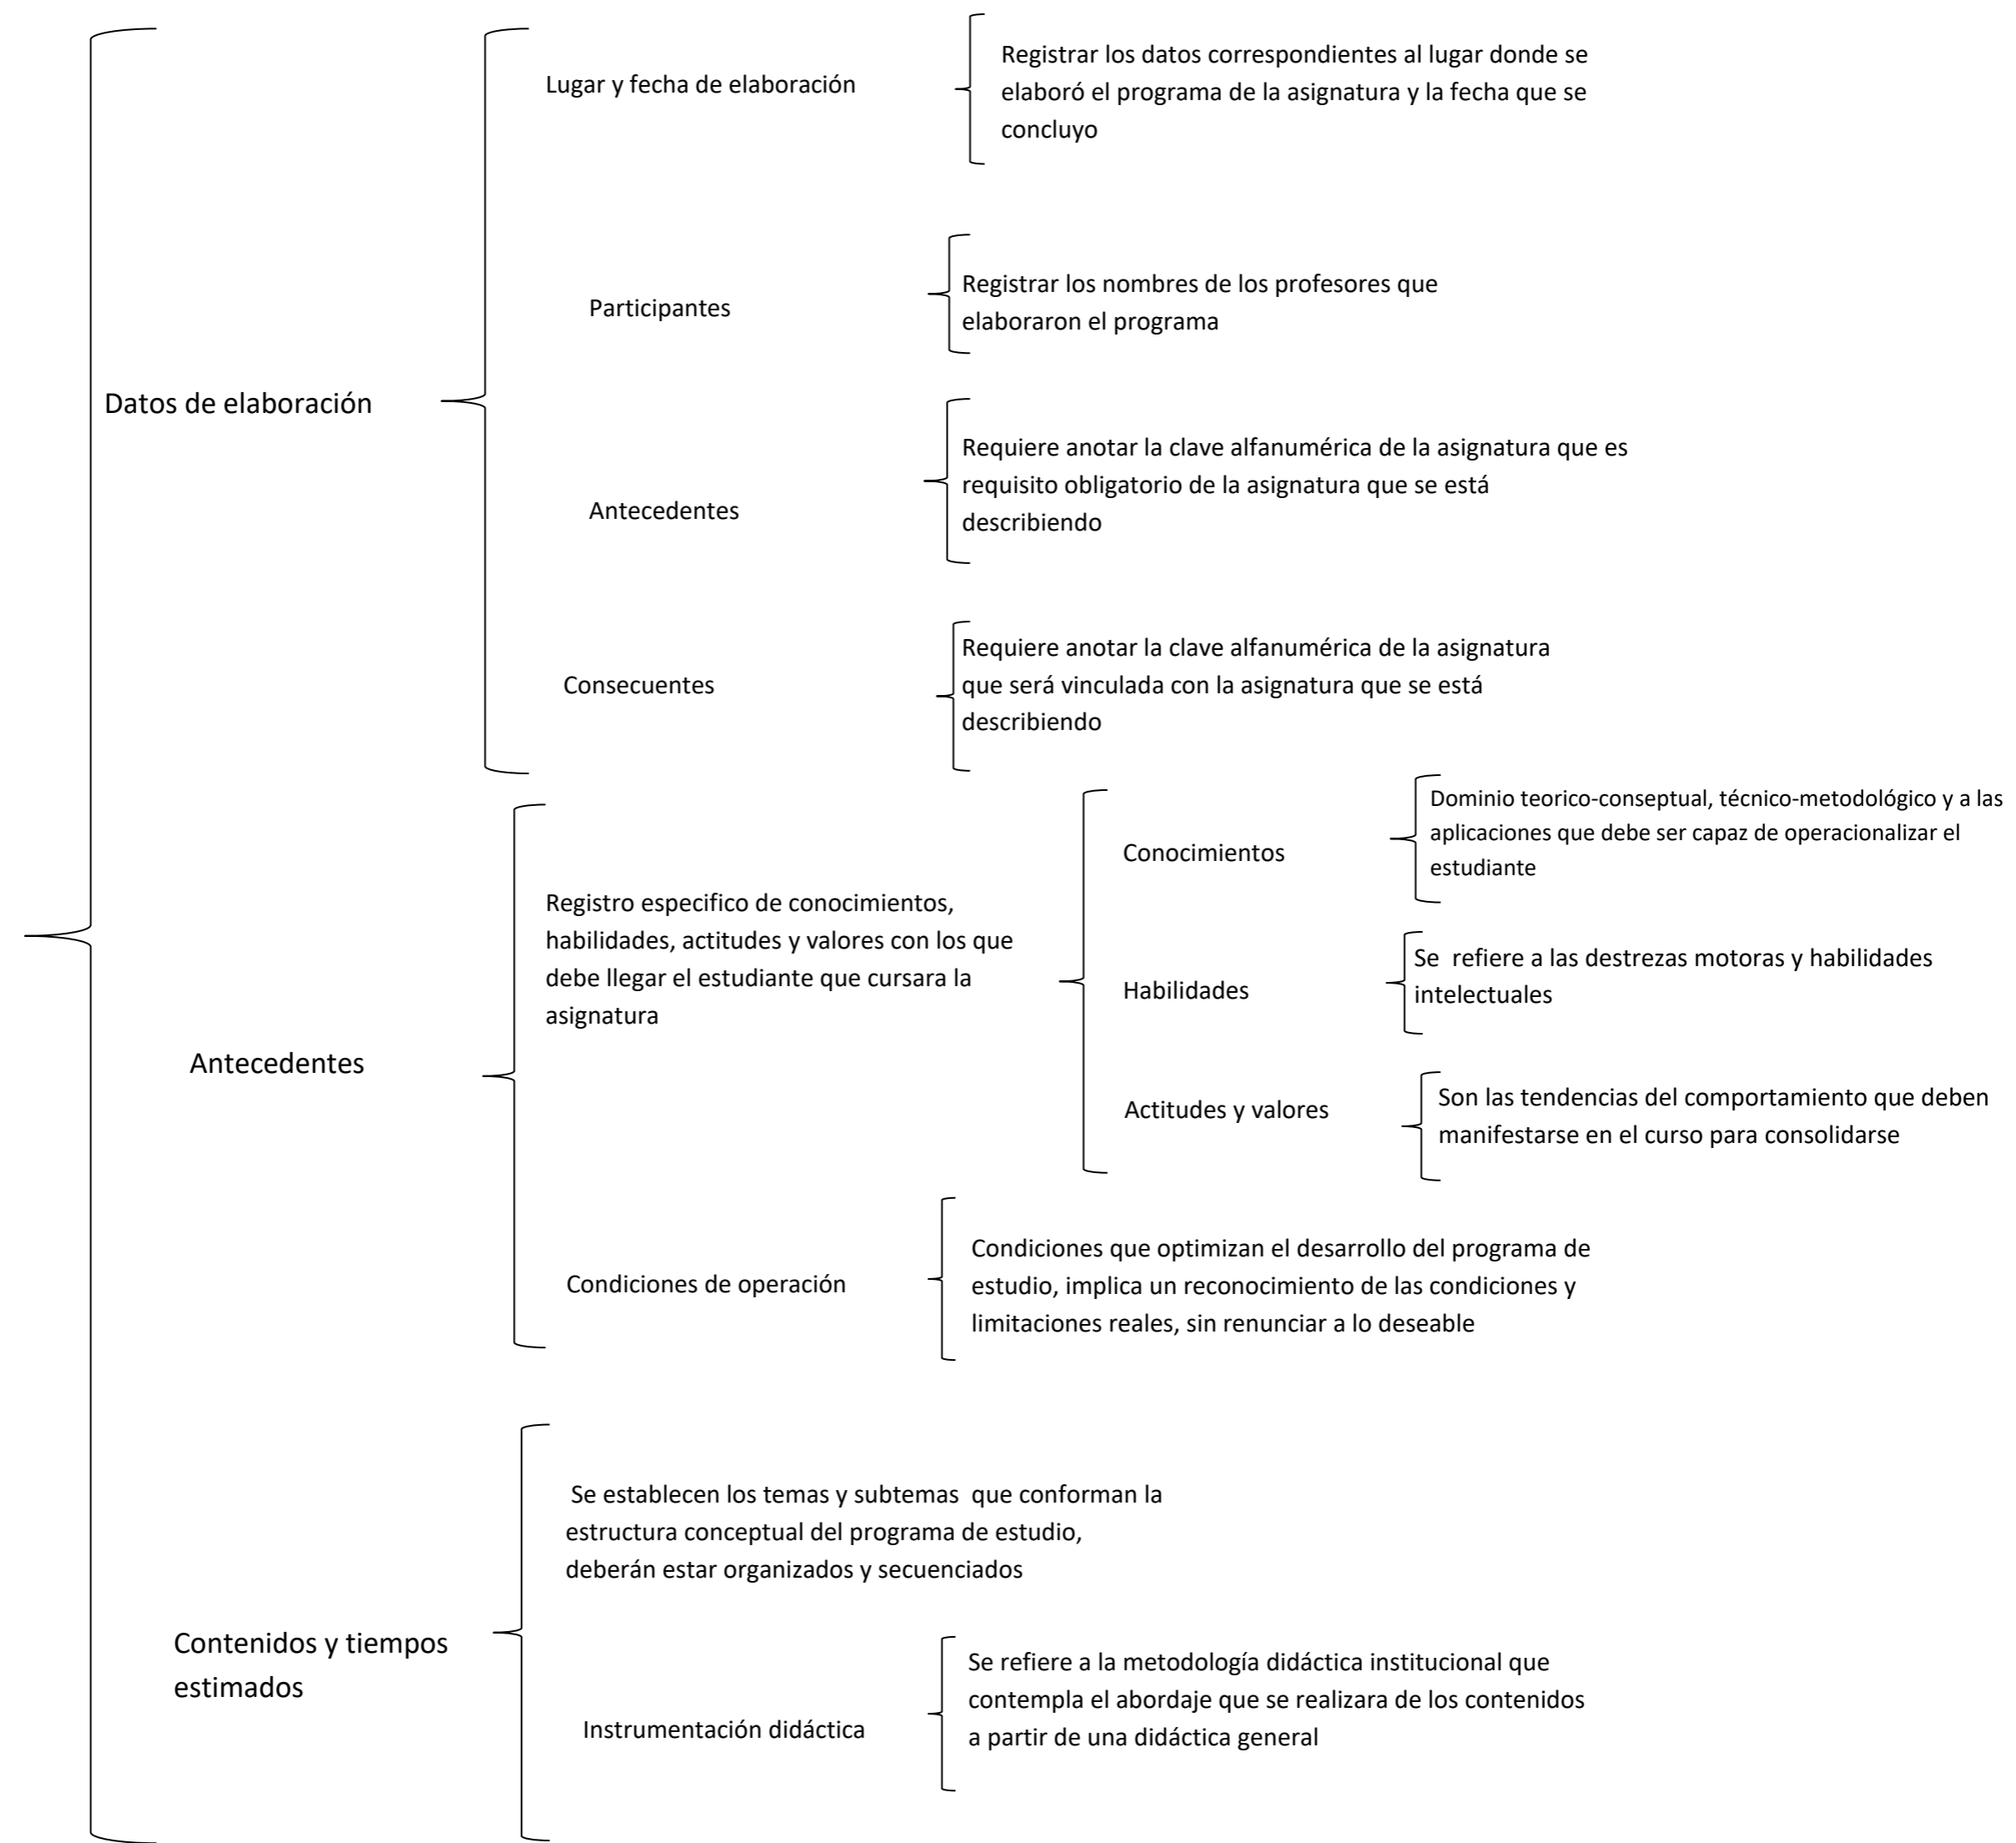 Datos de elaboración
Lugar y fecha de elaboración
Registrar los datos correspondientes al lugar donde se
elaboró el programa de la asignatura y la fecha que se
concluyo
Participantes
Registrar los nombres de los profesores que
elaboraron el programa
Antecedentes
Requiere anotar la clave alfanumérica de la asignatura que es
requisito obligatorio de la asignatura que se está
describiendo
Consecuentes
Requiere anotar la clave alfanumérica de la asignatura
que será vinculada con la asignatura que se está
describiendo
Antecedentes
Registro especifico de conocimientos,
habilidades, actitudes y valores con los que
debe llegar el estudiante que cursara la
asignatura
Conocimientos
Dominio teorico-conseptual, técnico-metodológico y a las
aplicaciones que debe ser capaz de operacionalizar el
estudiante
Habilidades
Se  refiere a las destrezas motoras y habilidades
intelectuales
Actitudes y valores
Son las tendencias del comportamiento que deben
manifestarse en el curso para consolidarse
Condiciones de operación
Condiciones que optimizan el desarrollo del programa de
estudio, implica un reconocimiento de las condiciones y
limitaciones reales, sin renunciar a lo deseable
Contenidos y tiempos
estimados
Se establecen los temas y subtemas  que conforman la
estructura conceptual del programa de estudio,
deberán estar organizados y secuenciados
Instrumentación didáctica
Se refiere a la metodología didáctica institucional que
contempla el abordaje que se realizara de los contenidos
a partir de una didáctica general